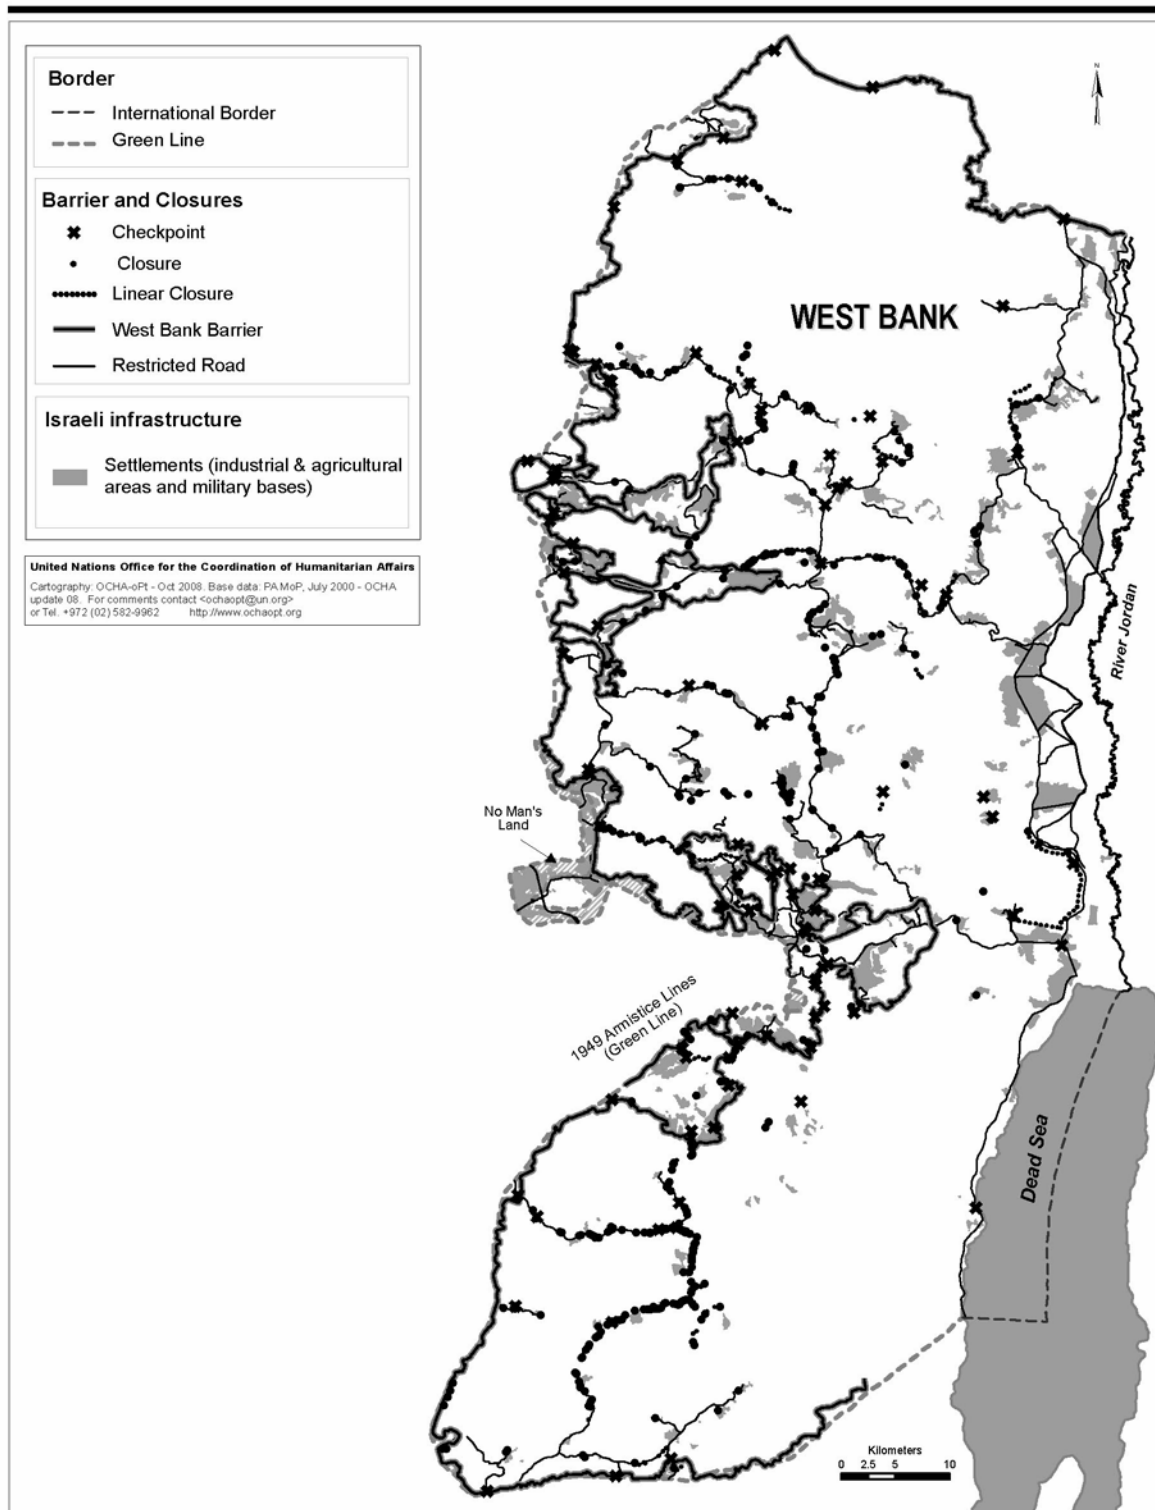 Border
International Border
Green Line
Barrier and Closures
Checkpoint
Closure
Linear Closure
West Bank Barrier
Restricted Road
Israeli infrastructure
Settlements (industrial & agricultural
areas and military bases)
United Nations Office for the Coordination of Humanitarian Affairs
Cartography: OCHA-oPt - Oct 2008. Base data: PA MoP, July 2000 - OCHA
update 08. For comments contact <ochaopt@un.org>
or Tel. +972 (02) 582-9962 http://www.ochaopt.org
N
WEST BANK
River Jordan
No Man's
Land
1949 Armistice Lines
(Green Line)
Dead Sea
Kilometers
0 2.5 5 10